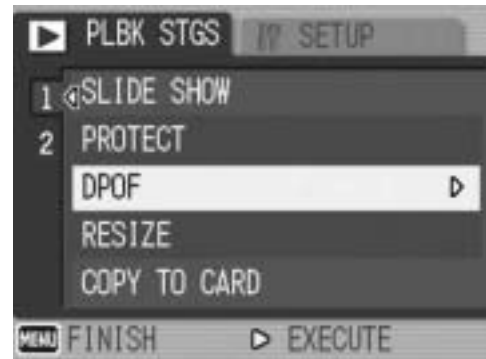 PLBK STGS SETUP
1 SLIDE SHOW
2 PROTECT
DPOF
RESIZE
COPY TO CARD
MENU FINISH EXECUTE